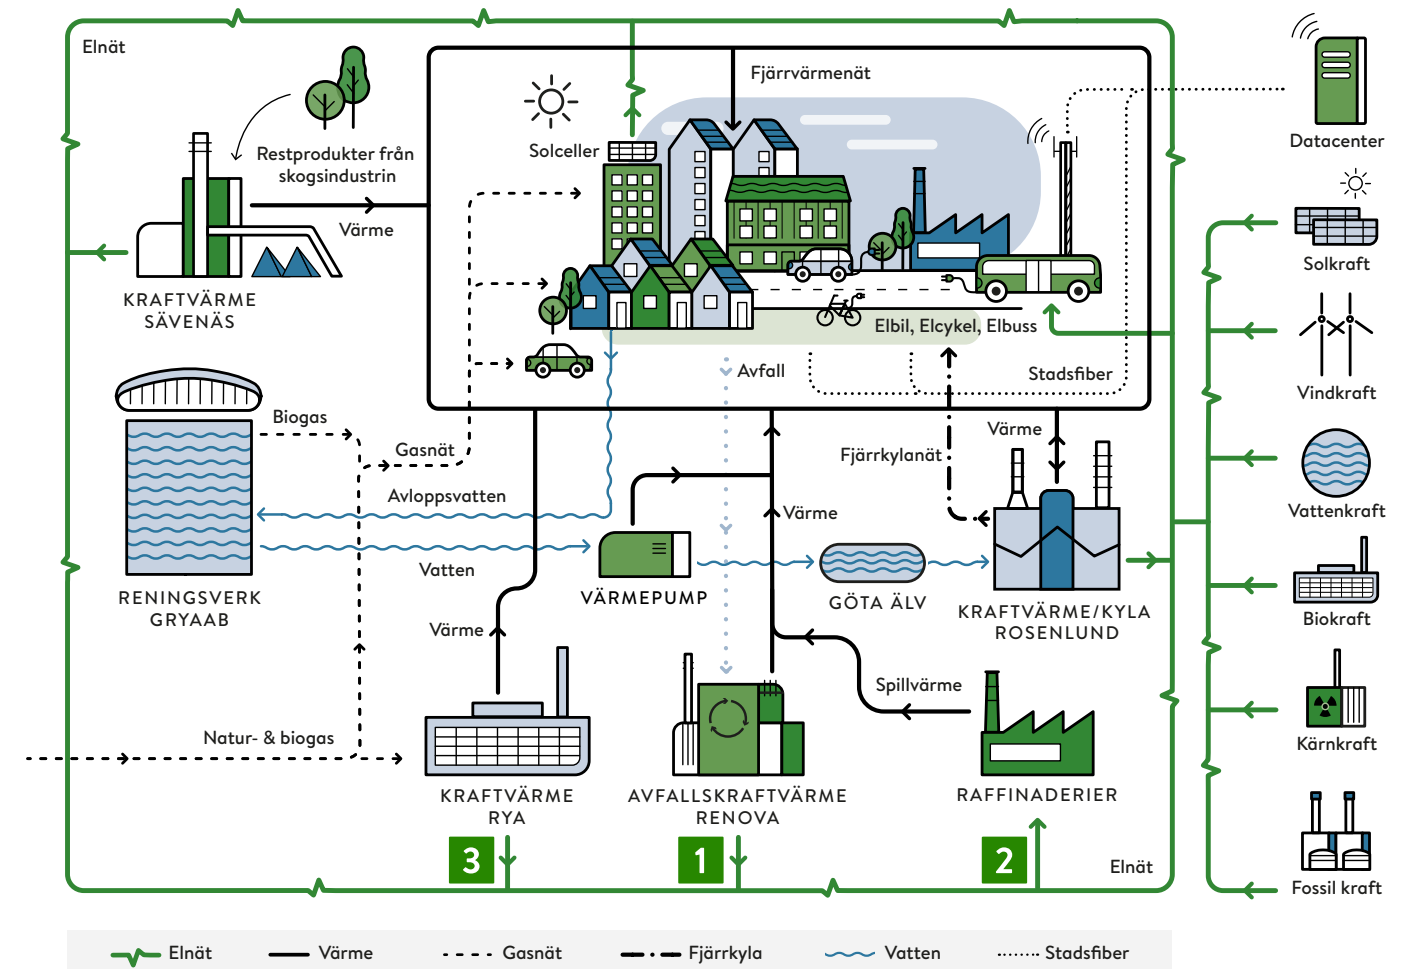 Elnät
Fjärrvärmenät
Datacenter
Restprodukter från
skogsindustrin
Solceller
Värme
Solkraft
KRAFTVÄRME
SÄVENÄS
Elbil, Elcykel, Elbuss
Avfall
Stadsfiber
Vindkraft
Biogas
Gasnät
Värme
Fjärrkylanät
Avloppsvatten
Värme
Vattenkraft
Vatten
RENINGSVERK
GRYAAB
VÄRMEPUMP
GÖTA ÄLV
KRAFTVÄRME/KYLA
ROSENLUND
Biokraft
Värme
Spillvärme
Natur- & biogas
Kärnkraft
KRAFTVÄRME
RYA
AVFALLSKRAFTVÄRME
RENOVA
RAFFINADERIER
3
1
2
Elnät
Fossil kraft
Elnät
Värme
Gasnät
Fjärrkyla
Vatten
Stadsfiber